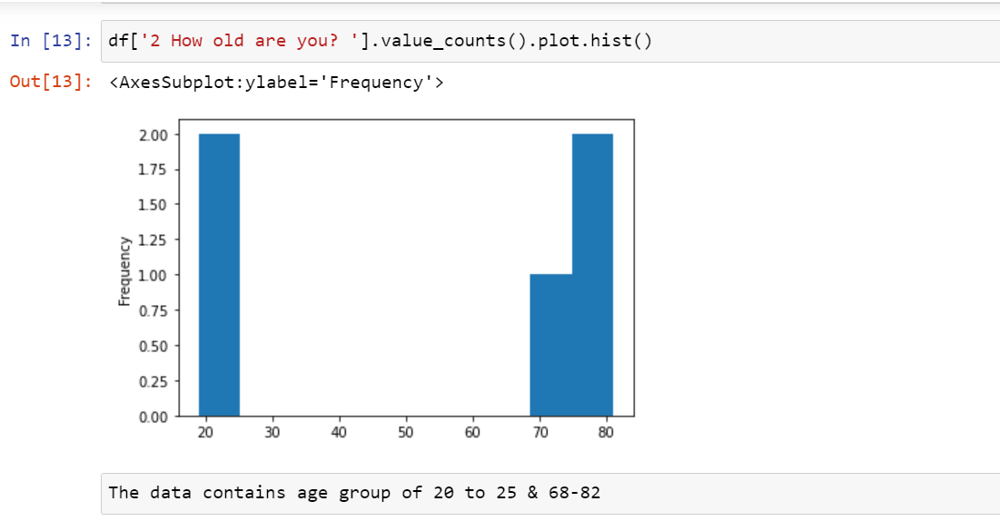 In [13]: df['2 How old are you? '].value_counts().plot.hist()
Out[13]: <AxesSubplot:ylabel='Frequency'>
2.00
1.75
1.50
1.25
1.00
0.75
0.50
0.25
0.00
Frequency
20 30 40 50 60 70 80
The data contains age group of 20 to 25 & 68-82